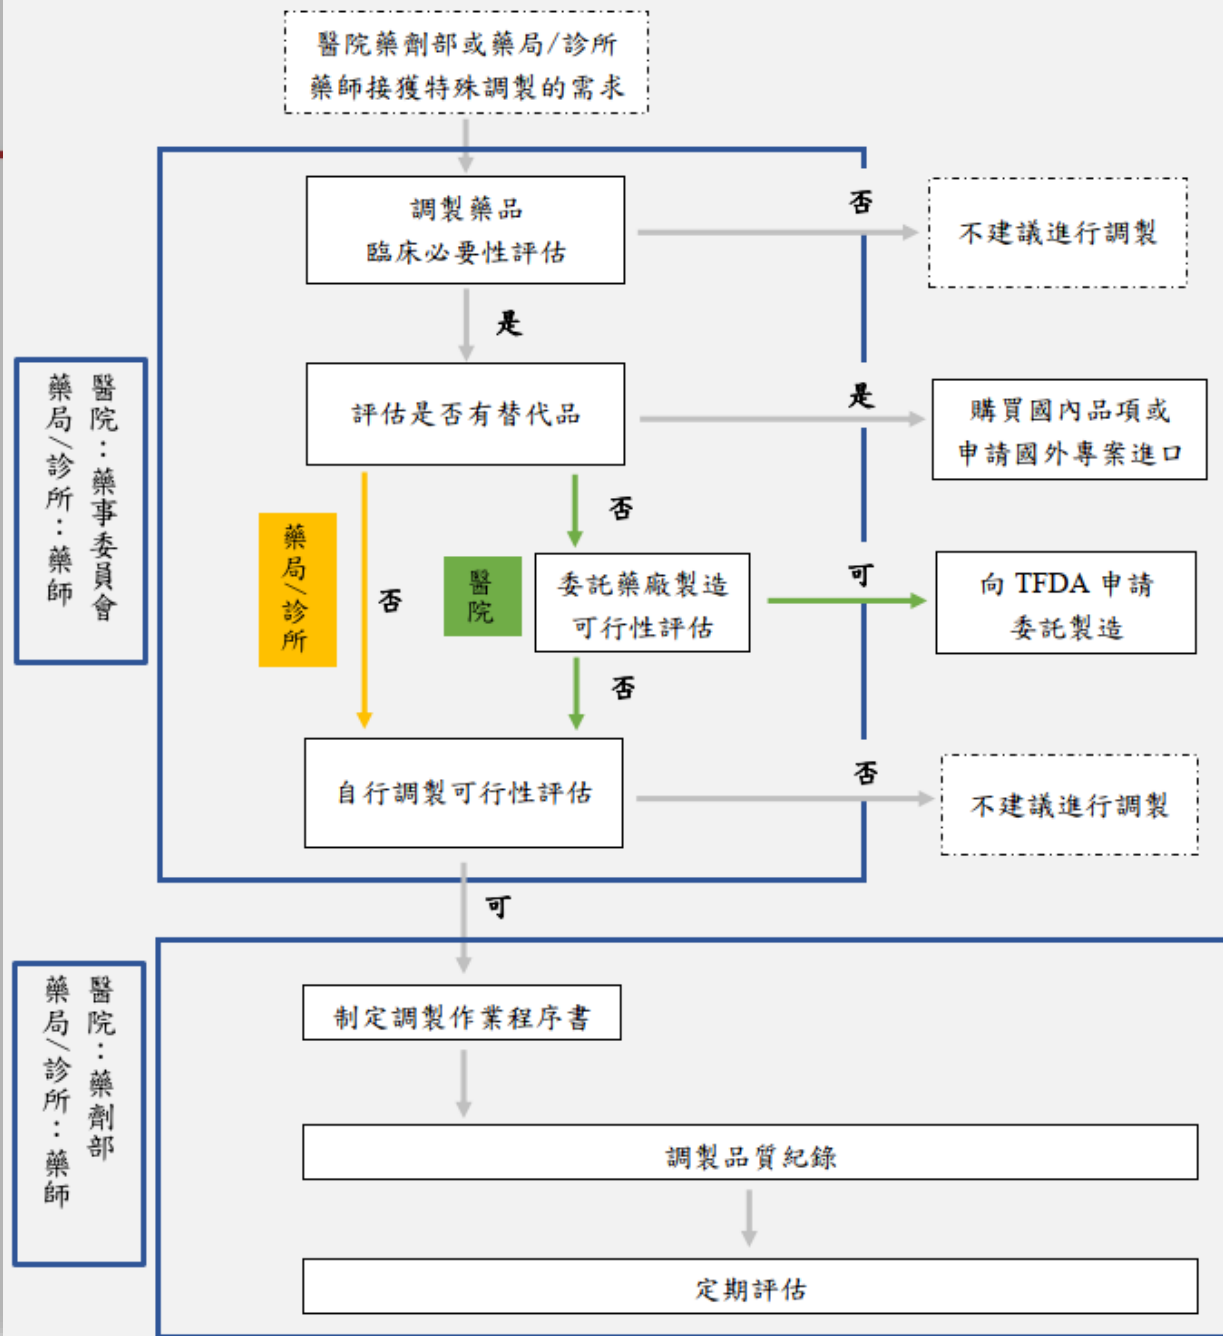 醫院藥劑部或藥局/診所
藥師接獲特殊調製的需求
調製藥品
臨床必要性評估
否
不建議進行調製
是
醫院：藥事委員會
藥局/診所：藥師
評估是否有替代品
是
購買國內品項或
申請國外專案進口
藥局/診所
否
醫院
否
委託藥廠製造
可行性評估
可
向 TFDA 申請
委託製造
否
自行調製可行性評估
否
不建議進行調製
可
醫院：藥劑部
藥局/診所：藥師
制定調製作業程序書
調製品質紀錄
定期評估